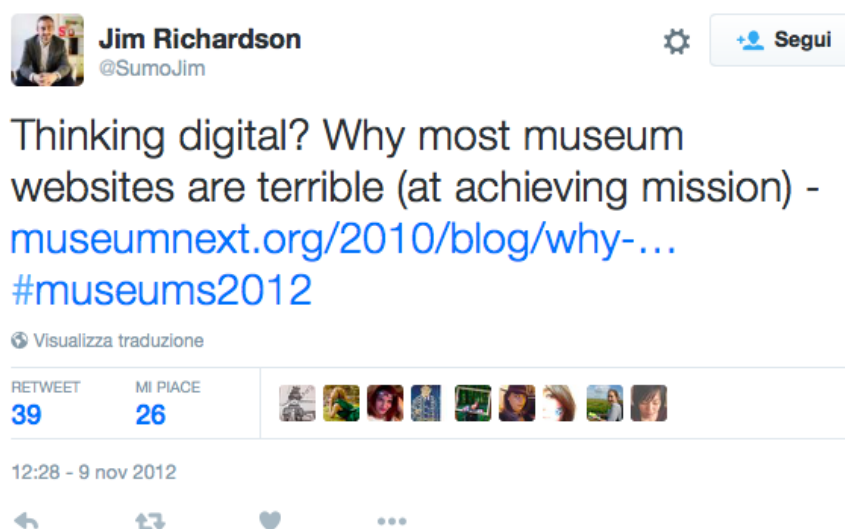 Jim Richardson
@SumoJim
Segui
Thinking digital? Why most museum
websites are terrible (at achieving mission) -
museumnext.org/2010/blog/why-…
#museums2012
Visualizza traduzione
RETWEET MI PIACE
39 26
12:28 - 9 nov 2012